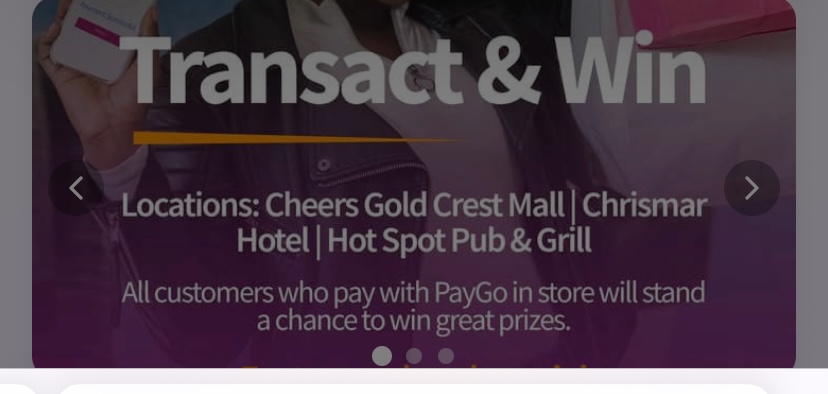 Transact & Win
Locations: Cheers Gold Crest Mall | Chrismar
Hotel | Hot Spot Pub & Grill
All customers who pay with PayGo in store will stand
a chance to win great prizes.